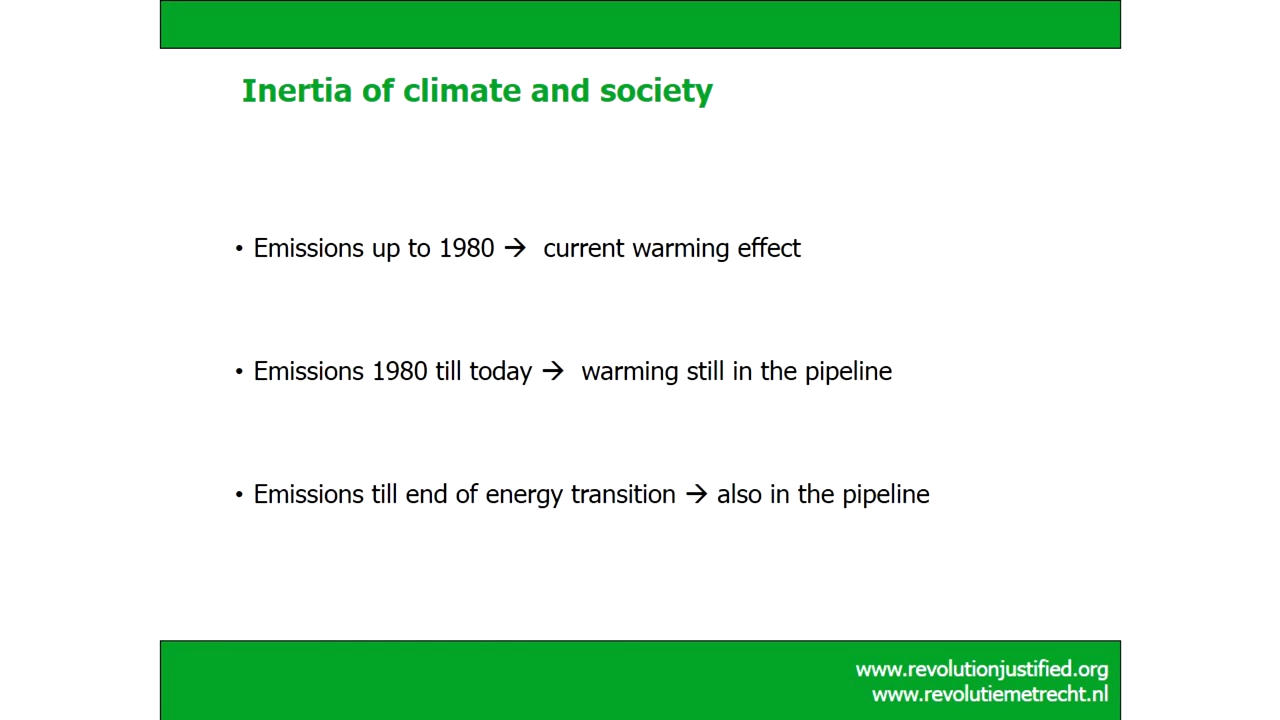 Inertia of climate and society
• Emissions up to 1980 → current warming effect
• Emissions 1980 till today → warming still in the pipeline
• Emissions till end of energy transition → also in the pipeline
www.revolutionjustified.org
www.revolutiemetrecht.nl